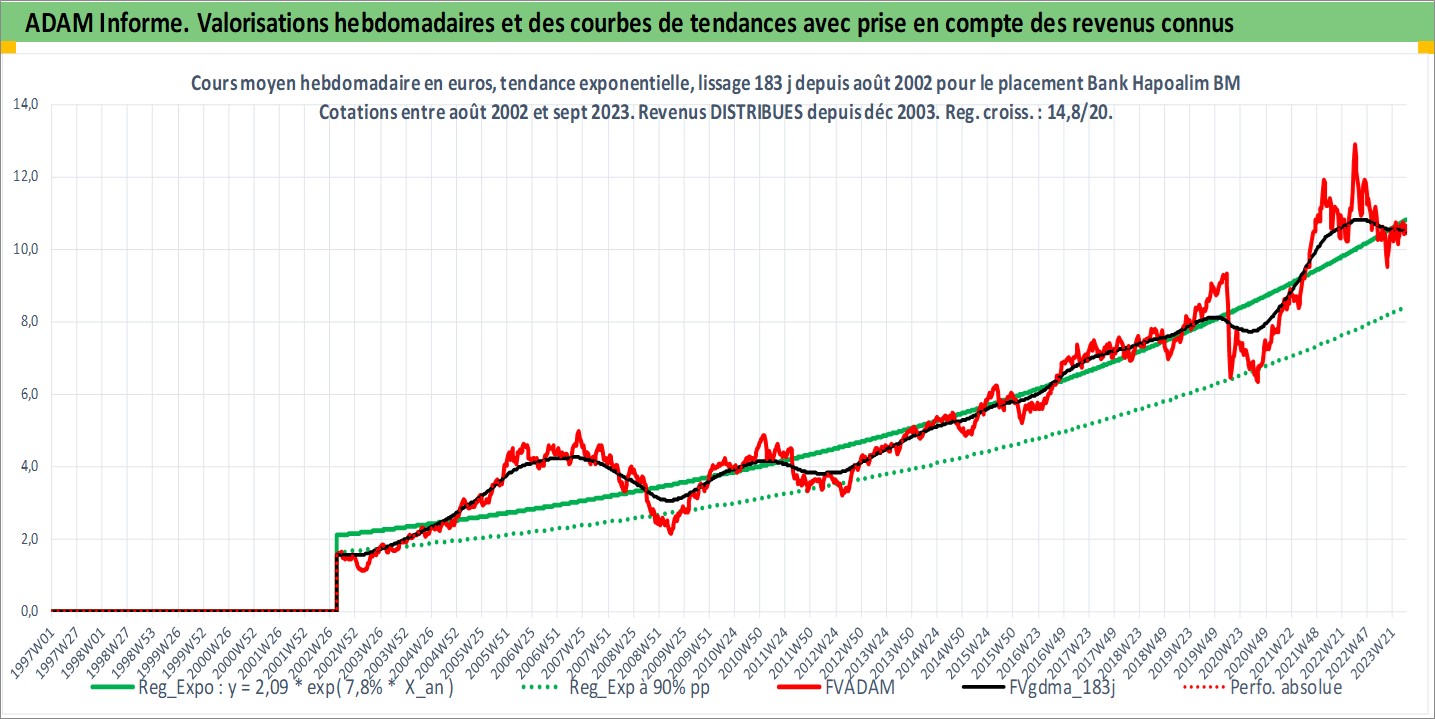 ADAM Informe. Valorisations hebdomadaires et des courbes de tendances avec prise en compte des revenus connus
Cours moyen hebdomadaire en euros, tendance exponentielle, lissage 183 j depuis août 2002 pour le placement Bank Hapoalim BM
Cotations entre août 2002 et sept 2023. Revenus DISTRIBUES depuis déc 2003. Reg. croiss. : 14,8/20.
14,0
12,0
10,0
8,0
6,0
4,0
2,0
0,0
1997W01
1997W27
1998W01
1998W27
1998W53
1999W26
1999W52
2000W26
2000W52
2001W26
2001W52
2002W26
2002W52
2003W26
2003W52
2004W26
2004W52
2005W25
2005W51
2006W25
2006W51
2007W25
2007W51
2008W25
2008W51
2009W25
2009W51
2010W24
2010W50
2011W24
2011W50
2012W24
2012W50
2013W24
2013W50
2014W24
2014W50
2015W24
2015W50
2016W23
2016W49
2017W23
2017W49
2018W23
2018W49
2019W23
2019W49
2020W23
2020W49
2021W22
2021W48
2022W21
2022W47
2023W21
Reg_Expo : y = 2,09 * exp( 7,8% * X_an )
Reg_Exp à 90% pp
FVADAM
FVgdma_183j
Perfo. absolue